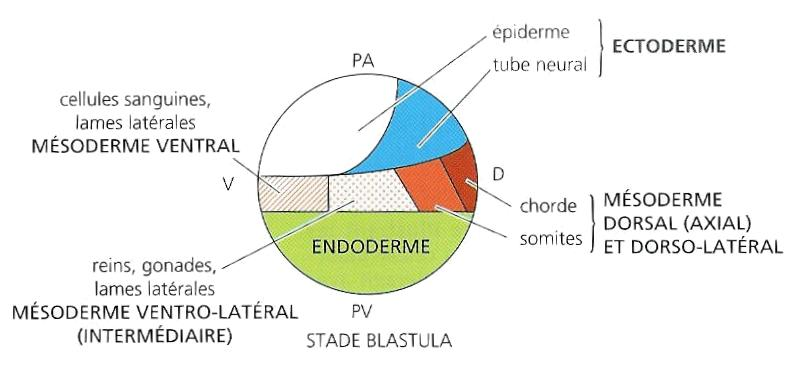 épiderme
tube neural
ECTODERME
PA
cellules sanguines,
lames latérales
MÉSODERME VENTRAL
V
D
chorde
somites
MÉSODERME
DORSAL (AXIAL)
ET DORSO-LATÉRAL
ENDODERME
reins, gonades,
lames latérales
MÉSODERME VENTRO-LATÉRAL
(INTERMÉDIAIRE)
PV
STADE BLASTULA